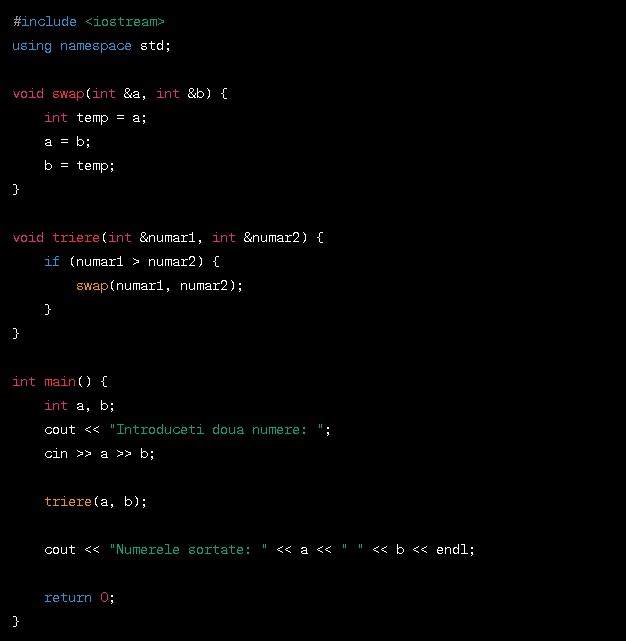 #include <iostream>
using namespace std;
void swap(int &a, int &b) {
int temp = a;
a = b;
b = temp;
}
void triere(int &numar1, int &numar2) {
if (numar1 > numar2) {
swap(numar1, numar2);
}
}
int main() {
int a, b;
cout << "Introduceti doua numere: ";
cin >> a >> b;
triere(a, b);
cout << "Numerele sortate: " << a << " " << b << endl;
return 0;
}